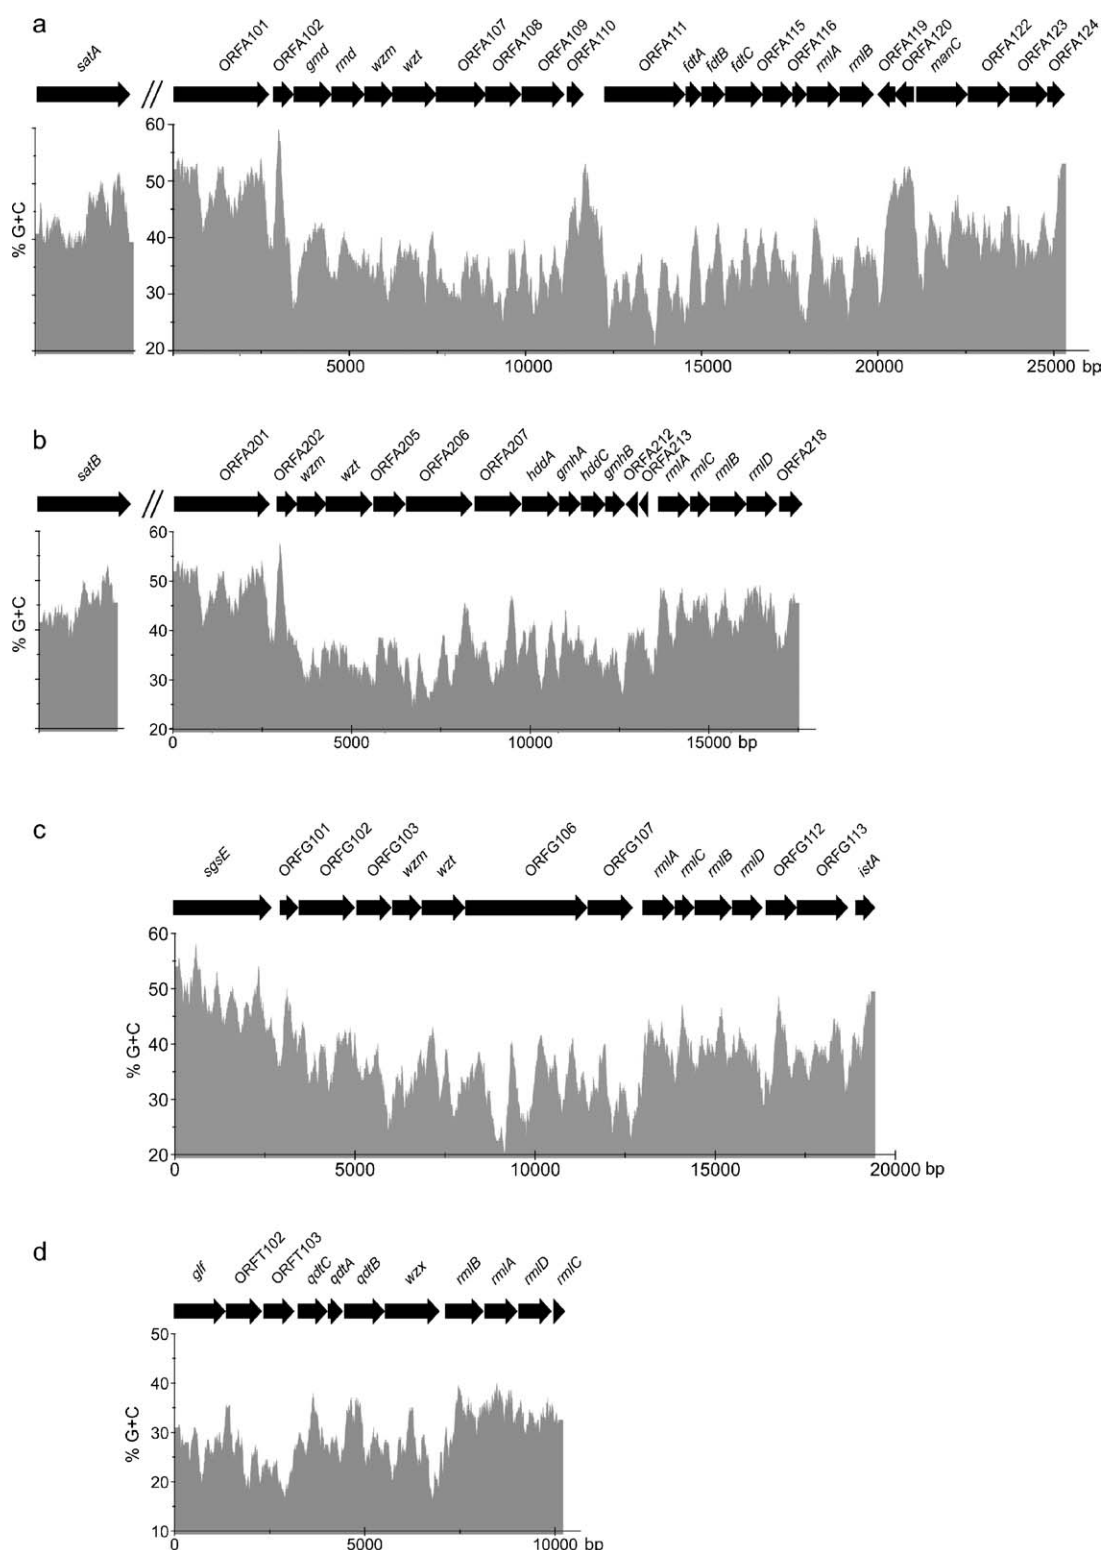 a
satA ORFA101 ORFA102 gmd rmd wzm wzt ORFA107 ORFA108 ORFA109 ORFA110 ORFA111 fdtA fdtB fdtC ORFA115 ORFA116 rmlA rmlB ORFA119 ORFA120 manC ORFA122 ORFA123 ORFA124
% G+C
60
50
40
30
20
5000 10000 15000 20000 25000 bp
b
satB ORFA201 ORFA202 wzm wzt ORFA205 ORFA206 ORFA207 hddA gmhA hddC gmhB ORFA212 ORFA213 rmlA rmlC rmlB rmlD ORFA218
% G+C
60
50
40
30
20
0 5000 10000 15000 bp
c
sgsE ORFG101 ORFG102 ORFG103 wzm wzt ORFG106 ORFG107 rmlA rmlC rmlB rmlD ORFG112 ORFG113 istA
% G+C
60
50
40
30
20
0 5000 10000 15000 20000 bp
d
glf ORFT102 ORFT103 qdtC qdtA qdtB wzx rmlB rmlA rmlD rmlC
% G+C
50
40
30
20
10
0 5000 10000 bp